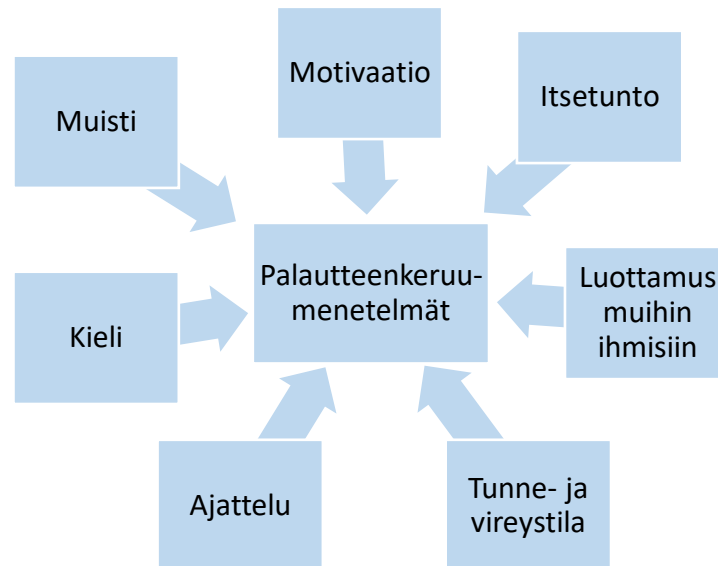 Motivaatio
Muisti
Itsetunto
Palautteenkeruu-
menetelmät
Luottamus
muihin
ihmisiin
Kieli
Ajattelu
Tunne- ja
vireystila